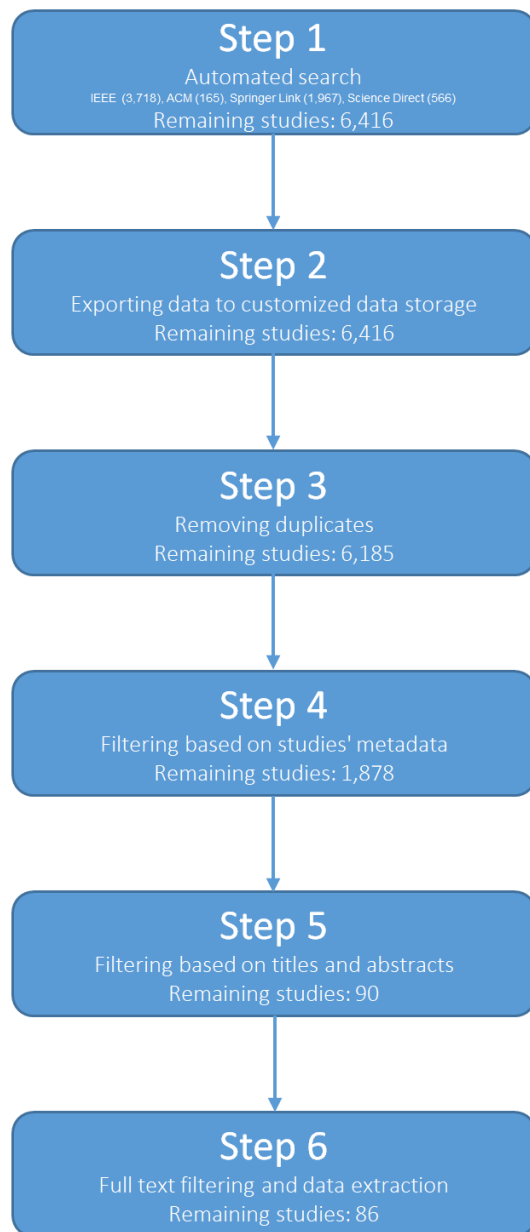 Step 1
Automated search
IEEE (3,718), ACM (165), Springer Link (1,967), Science Direct (566)
Remaining studies: 6,416
Step 2
Exporting data to customized data storage
Remaining studies: 6,416
Step 3
Removing duplicates
Remaining studies: 6,185
Step 4
Filtering based on studies' metadata
Remaining studies: 1,878
Step 5
Filtering based on titles and abstracts
Remaining studies: 90
Step 6
Full text filtering and data extraction
Remaining studies: 86